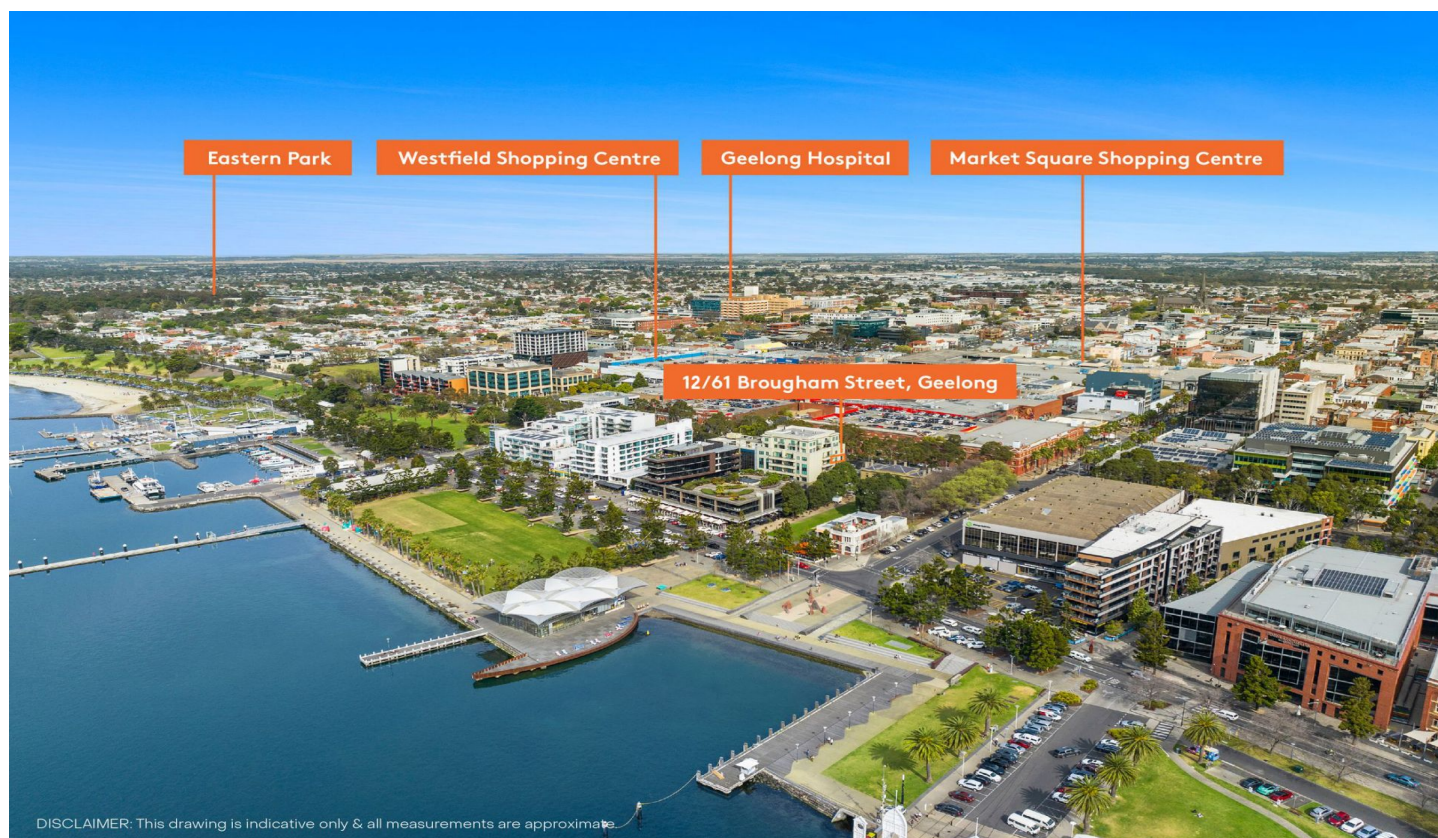 Eastern Park
Westfield Shopping Centre
Geelong Hospital
Market Square Shopping Centre
12/61 Brougham Street, Geelong
DISCLAIMER: This drawing is indicative only & all measurements are approximate.